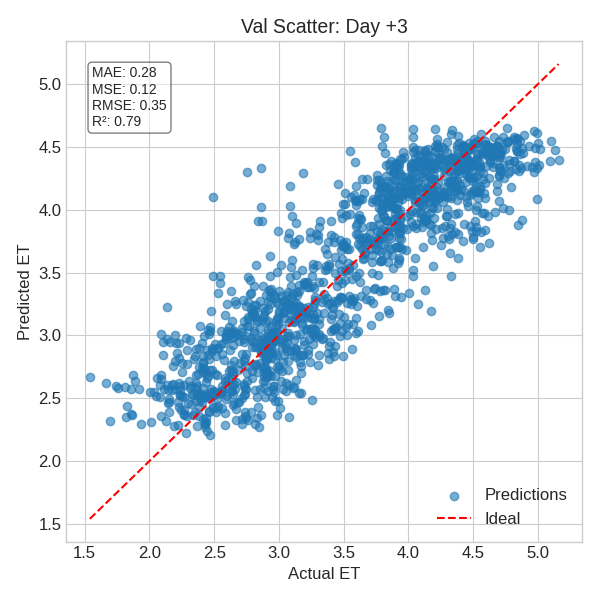 Val Scatter: Day +3
MAE: 0.28
MSE: 0.12
RMSE: 0.35
R²: 0.79
5.0
4.5
4.0
3.5
3.0
2.5
2.0
1.5
Predicted ET
Predictions
Ideal
1.5 2.0 2.5 3.0 3.5 4.0 4.5 5.0
Actual ET